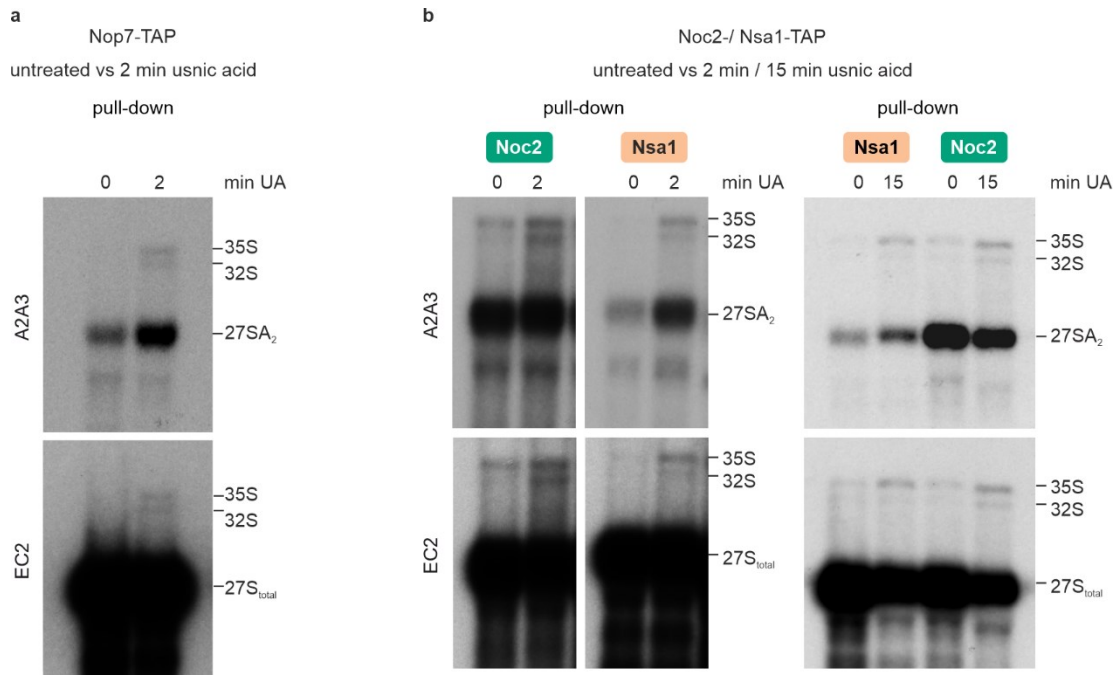 a
Nop7-TAP
untreated vs 2 min usnic acid
pull-down
0 2 min UA
A2A3
35S
32S
27SA2
EC2
35S
32S
27Stotal
b
Noc2-/ Nsa1-TAP
untreated vs 2 min / 15 min usnic aicd
pull-down
Noc2 Nsa1
0 2 0 2 min UA
A2A3
35S
32S
27SA2
EC2
35S
32S
27Stotal
pull-down
Nsa1 Noc2
0 15 0 15 min UA
35S
32S
27SA2
35S
32S
27Stotal